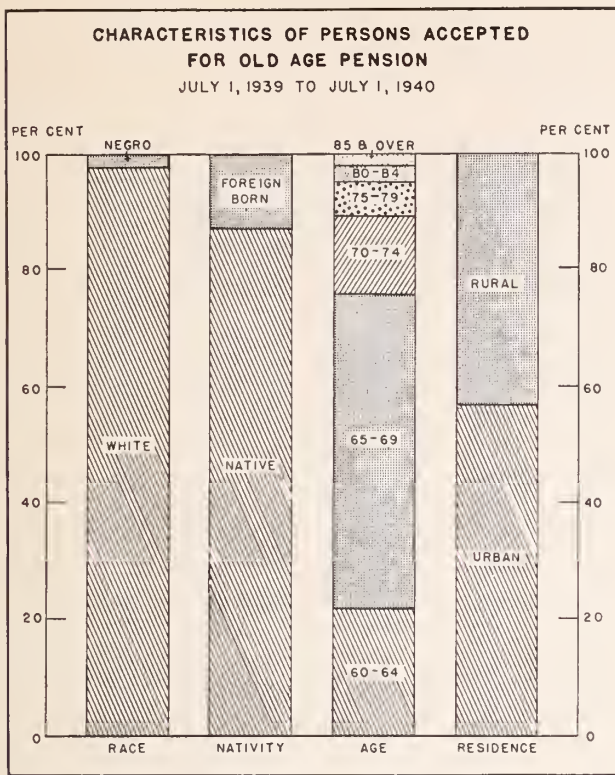 CHARACTERISTICS OF PERSONS ACCEPTED
FOR OLD AGE PENSION
JULY 1, 1939 TO JULY 1, 1940
PER CENT
PER CENT
NEGRO
85 & OVER
100
100
80-84
FOREIGN
BORN
75-79
70-74
80
80
RURAL
60
60
WHITE
NATIVE
65-69
40
40
URBAN
20
20
60-64
0
0
RACE
NATIVITY
AGE
RESIDENCE